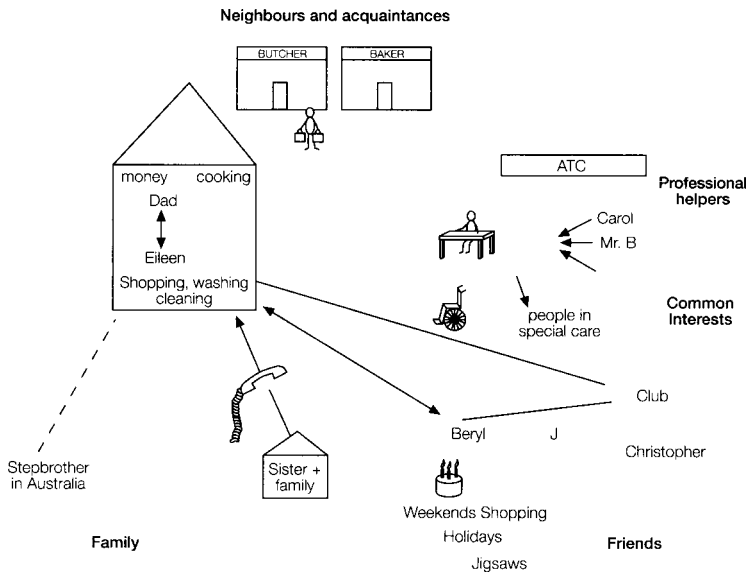 Neighbours and acquaintances
BUTCHER
BAKER
ATC
Professional
helpers
money cooking
Dad
Eileen
Shopping, washing
cleaning
Carol
Mr. B
people in
special care
Common
Interests
Club
Beryl
J
Christopher
Stepbrother
in Australia
Sister +
family
Weekends Shopping
Holidays
Jigsaws
Family
Friends